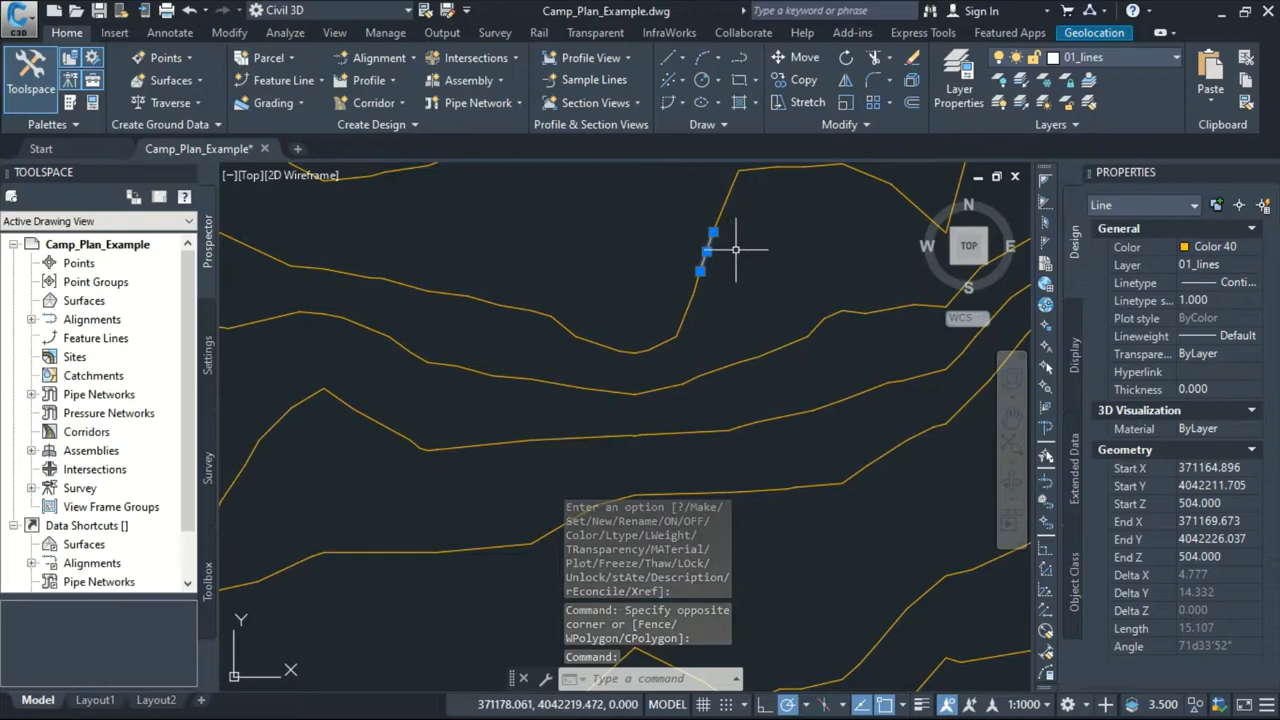 Civil 3D
Camp_Plan_Example.dwg
Type a keyword or phrase
Sign In
C3D
Home
Insert
Annotate
Modify
Analyze
View
Manage
Output
Survey
Rail
Transparent
InfraWorks
Collaborate
Help
Add-ins
Express Tools
Featured Apps
Geolocation
Toolspace
Palettes
Points
Surfaces
Traverse
Create Ground Data
Parcel
Feature Line
Grading
Alignment
Profile
Corridor
Intersections
Assembly
Pipe Network
Create Design
Profile View
Sample Lines
Section Views
Profile & Section Views
Draw
Move
Copy
Stretch
Modify
Layer
Properties
01_lines
Layers
Paste
Clipboard
Start
Camp_Plan_Example*
TOOLSPACE
Active Drawing View
Camp_Plan_Example
Points
Point Groups
Surfaces
Alignments
Feature Lines
Sites
Catchments
Pipe Networks
Pressure Networks
Corridors
Assemblies
Intersections
Survey
View Frame Groups
Data Shortcuts []
Surfaces
Alignments
Pipe Networks
Prospector
Settings
Survey
Toolbox
[−][Top][2D Wireframe]
N
W
TOP
E
S
WCS
Enter an option [?/Make/
Set/New/Rename/ON/OFF/
Color/Ltype/LWeight/
TRansparency/MATerial/
Plot/Freeze/Thaw/LOck/
Unlock/stAte/Description/
rEconcile/Xref]:
Command: Specify opposite
corner or [Fence/
WPolygon/CPolygon]:
Command:
Type a command
Y
X
PROPERTIES
Line
General
Color
Color 40
Layer
01_lines
Linetype
Conti...
Linetype s...
1.000
Plot style
ByColor
Lineweight
Default
Transpare...
ByLayer
Hyperlink
Thickness
0.000
3D Visualization
Material
ByLayer
Geometry
Start X
371164.896
Start Y
4042211.705
Start Z
504.000
End X
371169.673
End Y
4042226.037
End Z
504.000
Delta X
4.777
Delta Y
14.332
Delta Z
0.000
Length
15.107
Angle
71d33'52"
Design
Display
Extended Data
Object Class
Model
Layout1
Layout2
371178.061, 4042219.472, 0.000
MODEL
1:1000
3.500